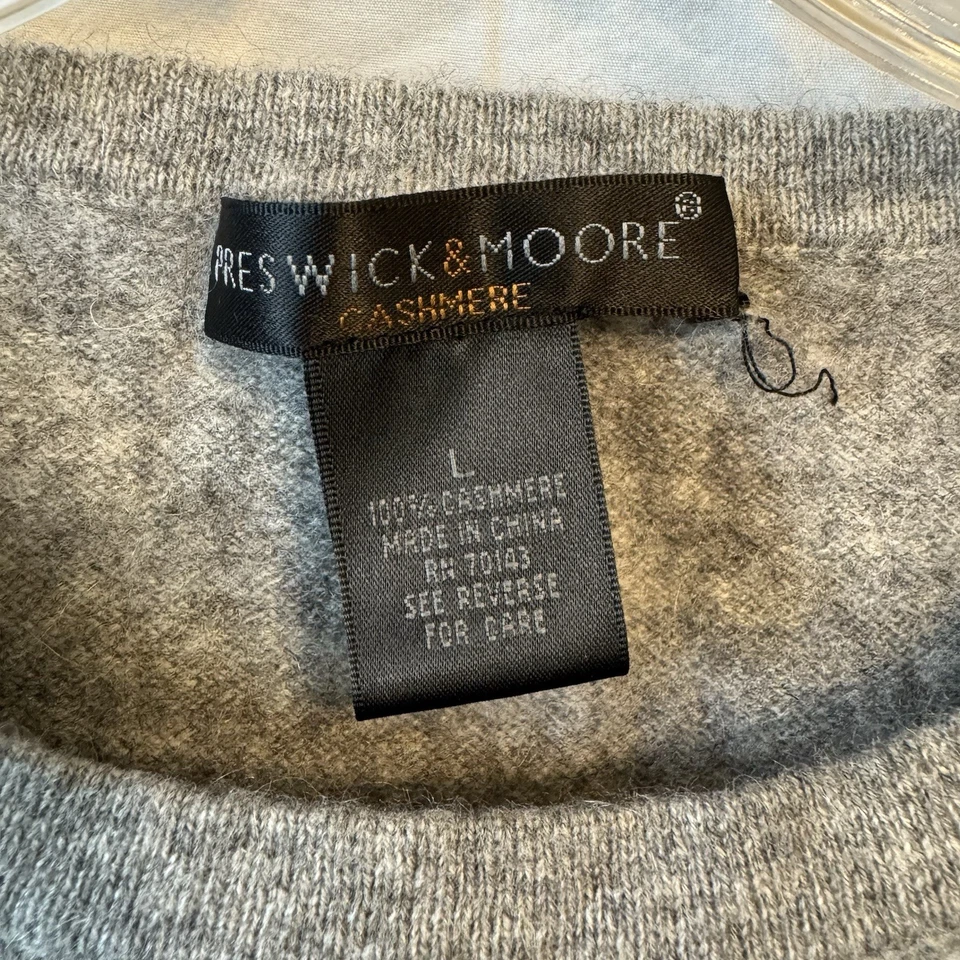 PRESWICK&MOORE®
CASHMERE
L
100% CASHMERE
MADE IN CHINA
RN 70143
SEE REVERSE
FOR CARE